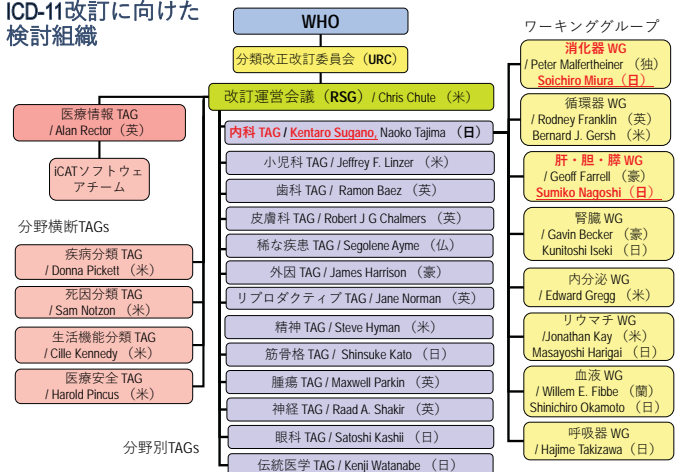 ICD-11改訂に向けた
検討組織
WHO
分類改正改訂委員会（URC）
改訂運営会議（RSG）/ Chris Chute （米）
医療情報 TAG
/ Alan Rector （英）
iCATソフトウェ
アチーム
分野横断TAGs
疾病分類 TAG
/ Donna Pickett （米）
死因分類 TAG
/ Sam Notzon （米）
生活機能分類 TAG
/ Cille Kennedy （米）
医療安全 TAG
/ Harold Pincus （米）
分野別TAGs
内科 TAG / Kentaro Sugano, Naoko Tajima （日）
小児科 TAG / Jeffrey F. Linzer （米）
歯科 TAG / Ramon Baez （英）
皮膚科 TAG / Robert J G Chalmers （英）
稀な疾患 TAG / Segolene Ayme （仏）
外因 TAG / James Harrison （豪）
リプロダクティブ TAG / Jane Norman （英）
精神 TAG / Steve Hyman （米）
筋骨格 TAG / Shinsuke Kato （日）
腫瘍 TAG / Maxwell Parkin （英）
神経 TAG / Raad A. Shakir （英）
眼科 TAG / Satoshi Kashii （日）
伝統医学 TAG / Kenji Watanabe （日）
ワーキンググループ
消化器 WG
/ Peter Malfertheiner （独）
Soichiro Miura （日）
循環器 WG
/ Rodney Franklin （英）
Bernard J. Gersh （米）
肝・胆・膵 WG
/ Geoff Farrell （豪）
Sumiko Nagoshi （日）
腎臓 WG
/ Gavin Becker （豪）
Kunitoshi Iseki （日）
内分泌 WG
/ Edward Gregg （米）
リウマチ WG
/Jonathan Kay （米）
Masayoshi Harigai （日）
血液 WG
/ Willem E. Fibbe （蘭）
Shinichiro Okamoto （日）
呼吸器 WG
/ Hajime Takizawa （日）